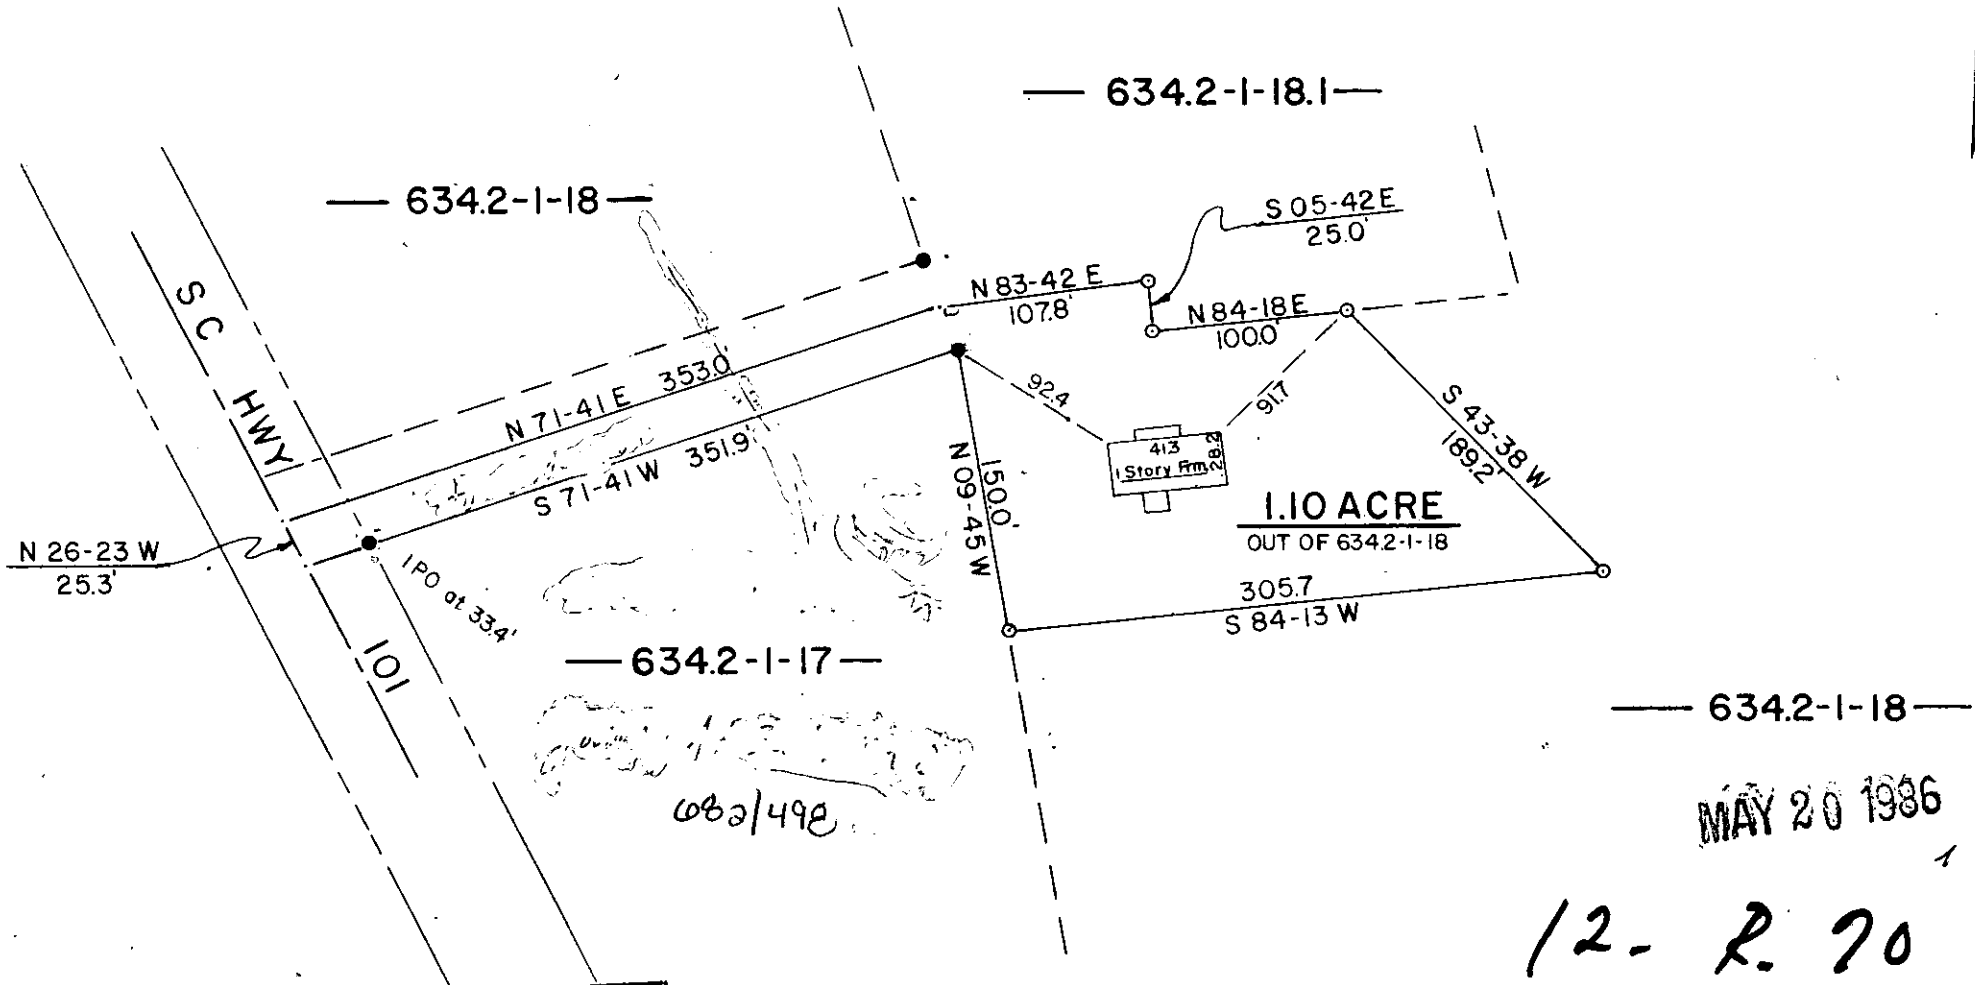 — 634.2-1-18.1 —
— 634.2-1-18 —
S 05-42 E
25.0'
N 83-42 E
107.8'
N 84-18 E
100.0'
SC HWY 101
N 71-41 E 353.0'
S 71-41 W 351.9'
92.4
91.7
41.3
28.2
1 Story Frm
S 43-38 W
189.2'
N 09-45 W
150.0'
1.10 ACRE
OUT OF 634.2-1-18
N 26-23 W
25.3'
IPO at 33.4'
305.7
S 84-13 W
— 634.2-1-17 —
682/498
— 634.2-1-18 —
MAY 20 1986
12- R. 70